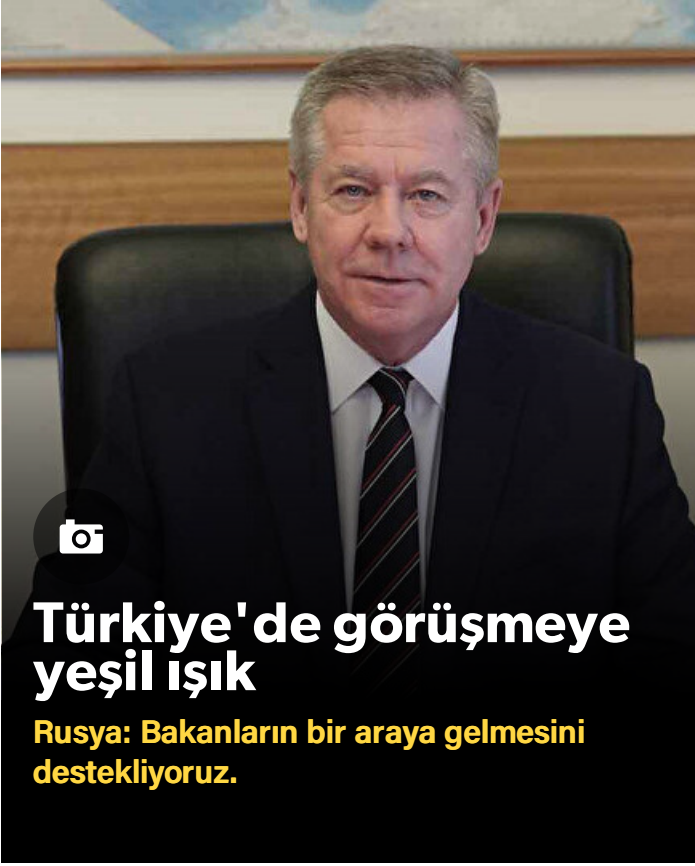 Türkiye'de görüşmeye
yeşil ışık
Rusya: Bakanların bir araya gelmesini
destekliyoruz.